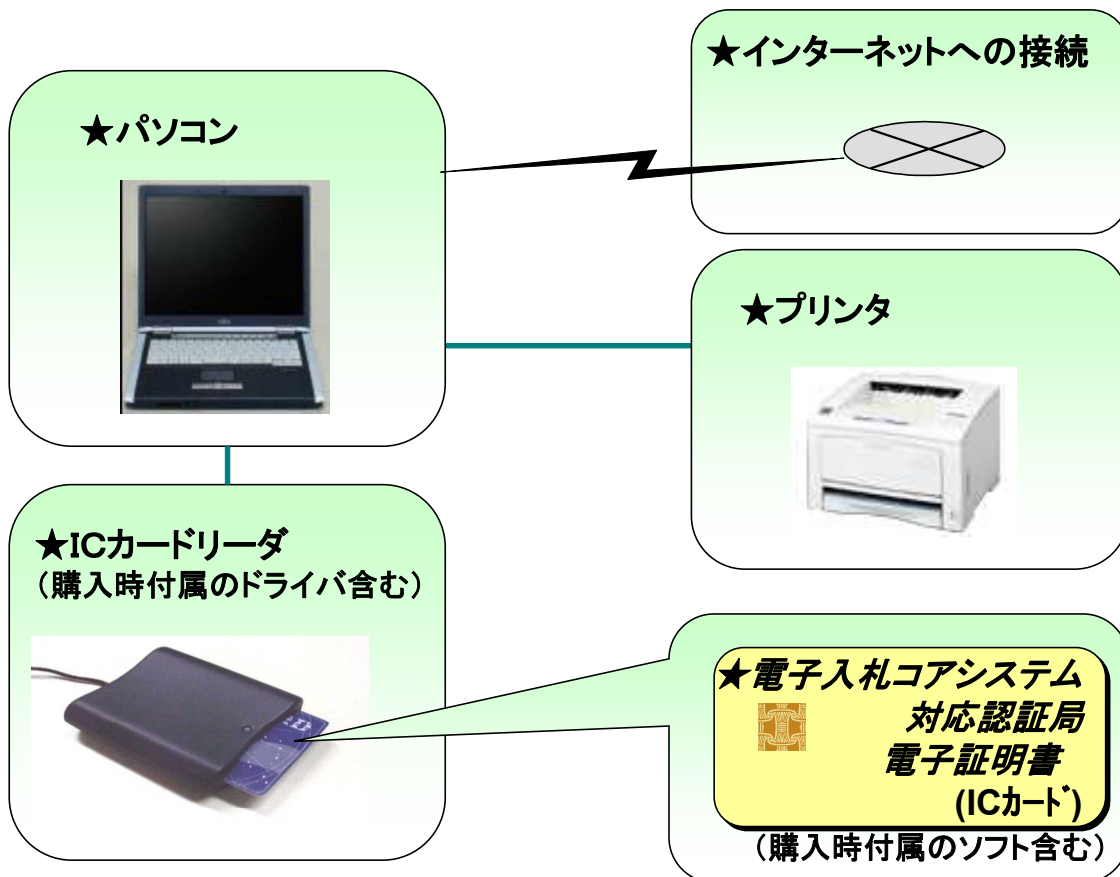 ★インターネットへの接続
★パソコン
★プリンタ
★ICカードリーダ
（購入時付属のドライバ含む）
★電子入札コアシステム
対応認証局
電子証明書
(ICｶｰﾄﾞ)
（購入時付属のソフト含む）